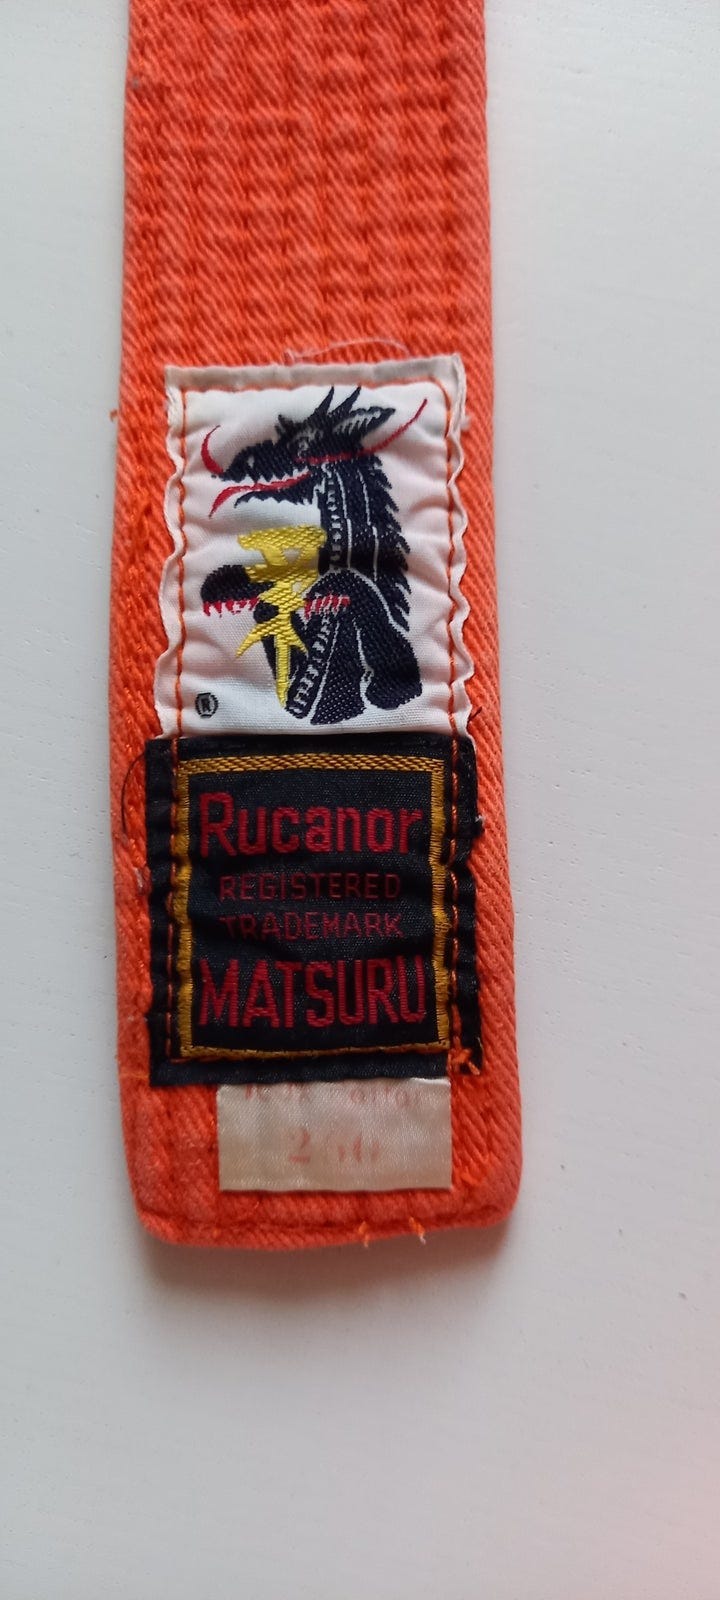 ®
Rucanor
REGISTERED
TRADEMARK
MATSURU